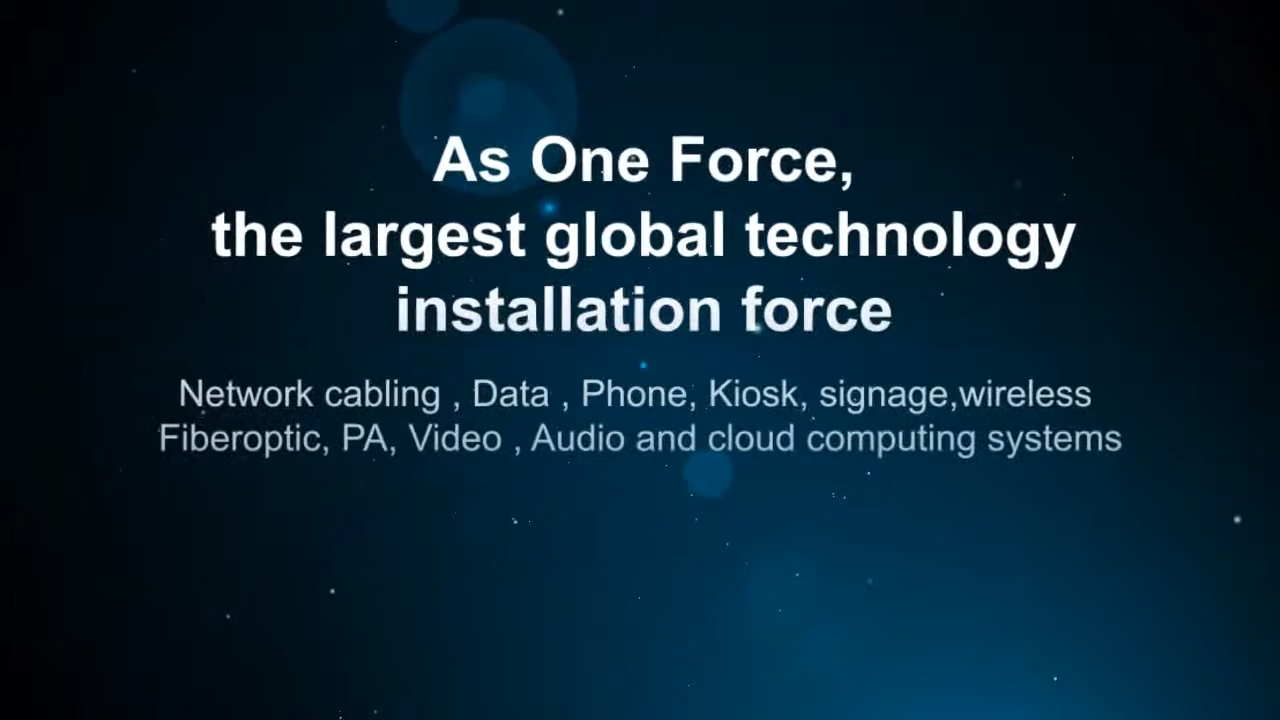 As One Force,
the largest global technology
installation force
Network cabling , Data , Phone, Kiosk, signage,wireless
Fiberoptic, PA, Video , Audio and cloud computing systems